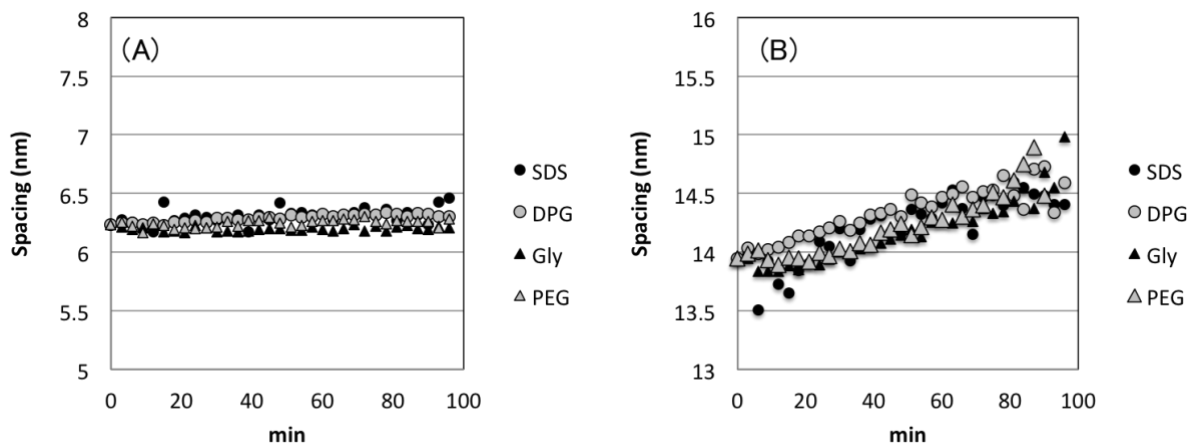 (A)
Spacing (nm)
8
7.5
7
6.5
6
5.5
5
0 20 40 60 80 100
min
SDS
DPG
Gly
PEG
(B)
Spacing (nm)
16
15.5
15
14.5
14
13.5
13
0 20 40 60 80 100
min
SDS
DPG
Gly
PEG